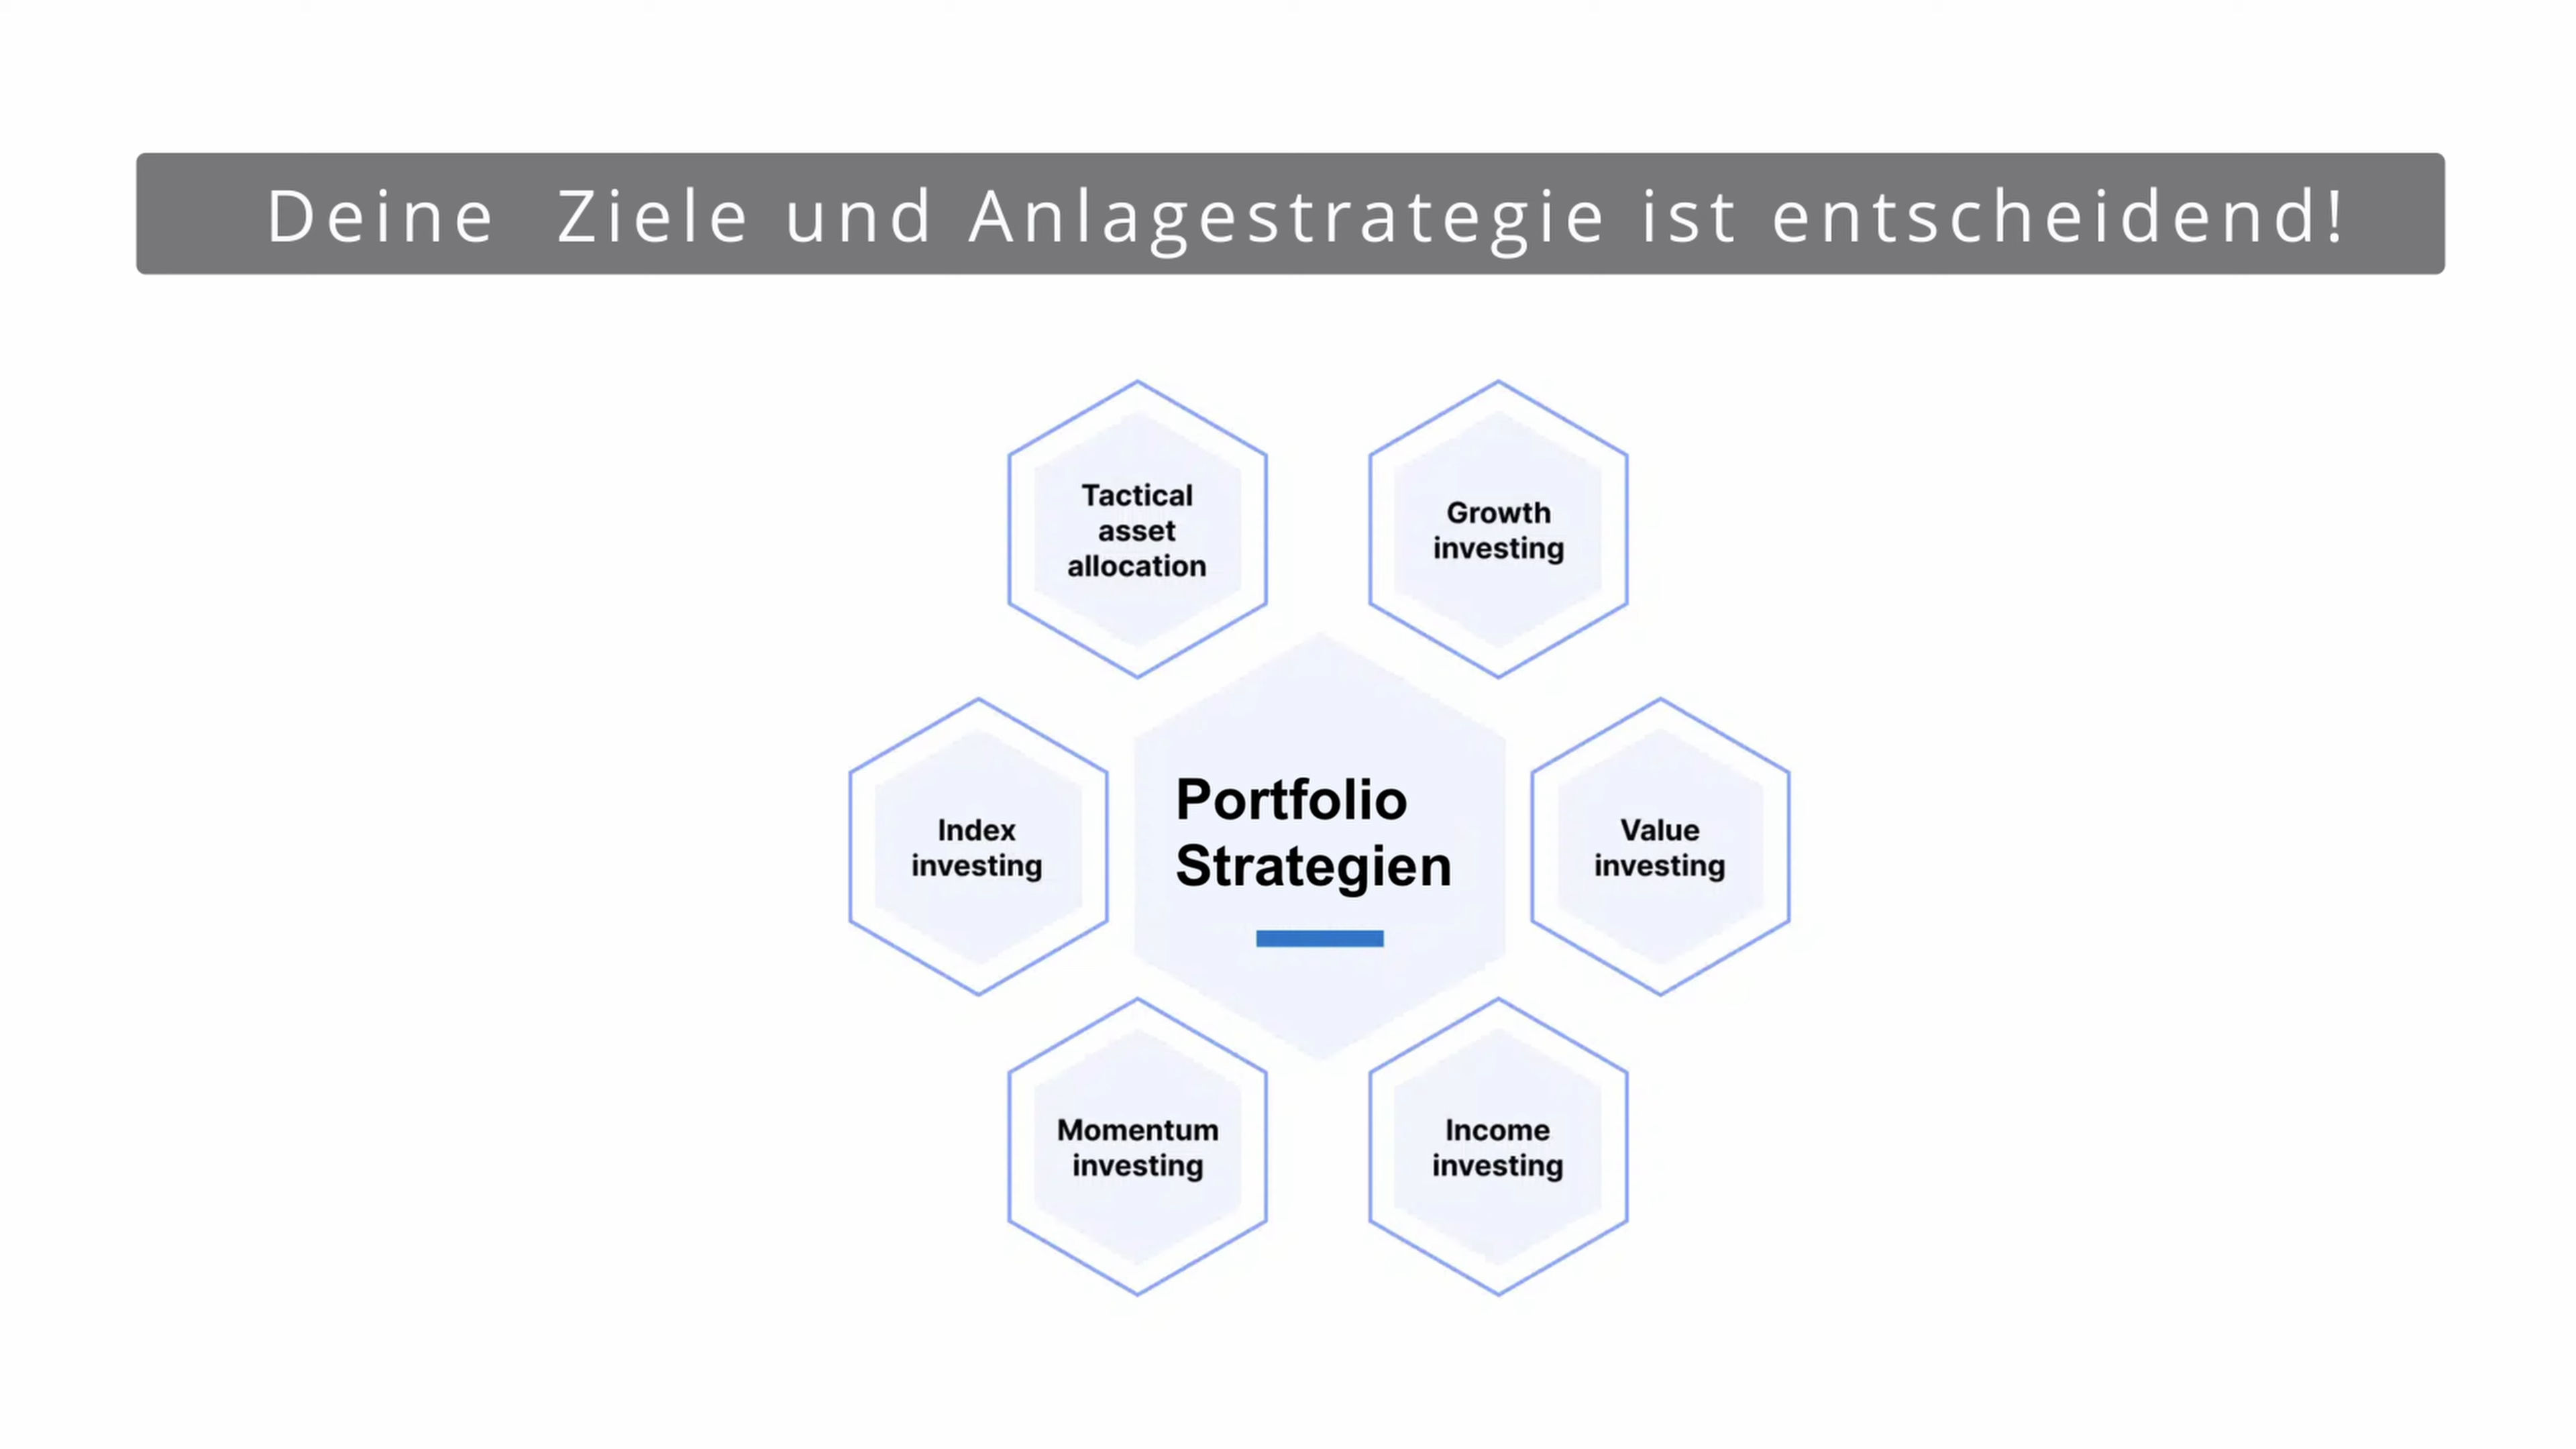 Deine Ziele und Anlagestrategie ist entscheidend!
Tactical
asset
allocation
Growth
investing
Index
investing
Portfolio
Strategien
Value
investing
Momentum
investing
Income
investing